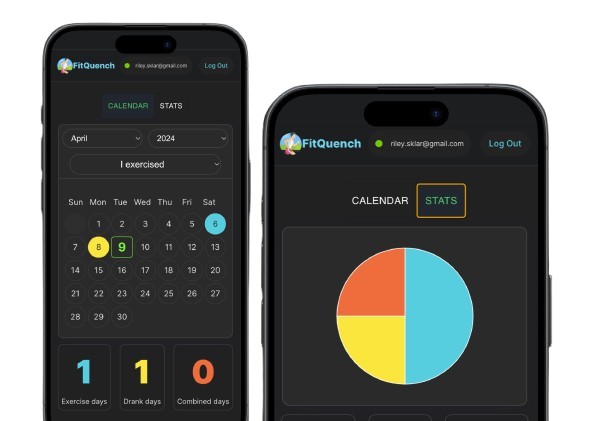 FitQuench riley.sklar@gmail.com Log Out
CALENDAR STATS
April 2024
I exercised
Sun Mon Tue Wed Thu Fri Sat
1 2 3 4 5 6
7 8 9 10 11 12 13
14 15 16 17 18 19 20
21 22 23 24 25 26 27
28 29 30
1 1 0
Exercise days Drank days Combined days
FitQuench riley.sklar@gmail.com Log Out
CALENDAR STATS